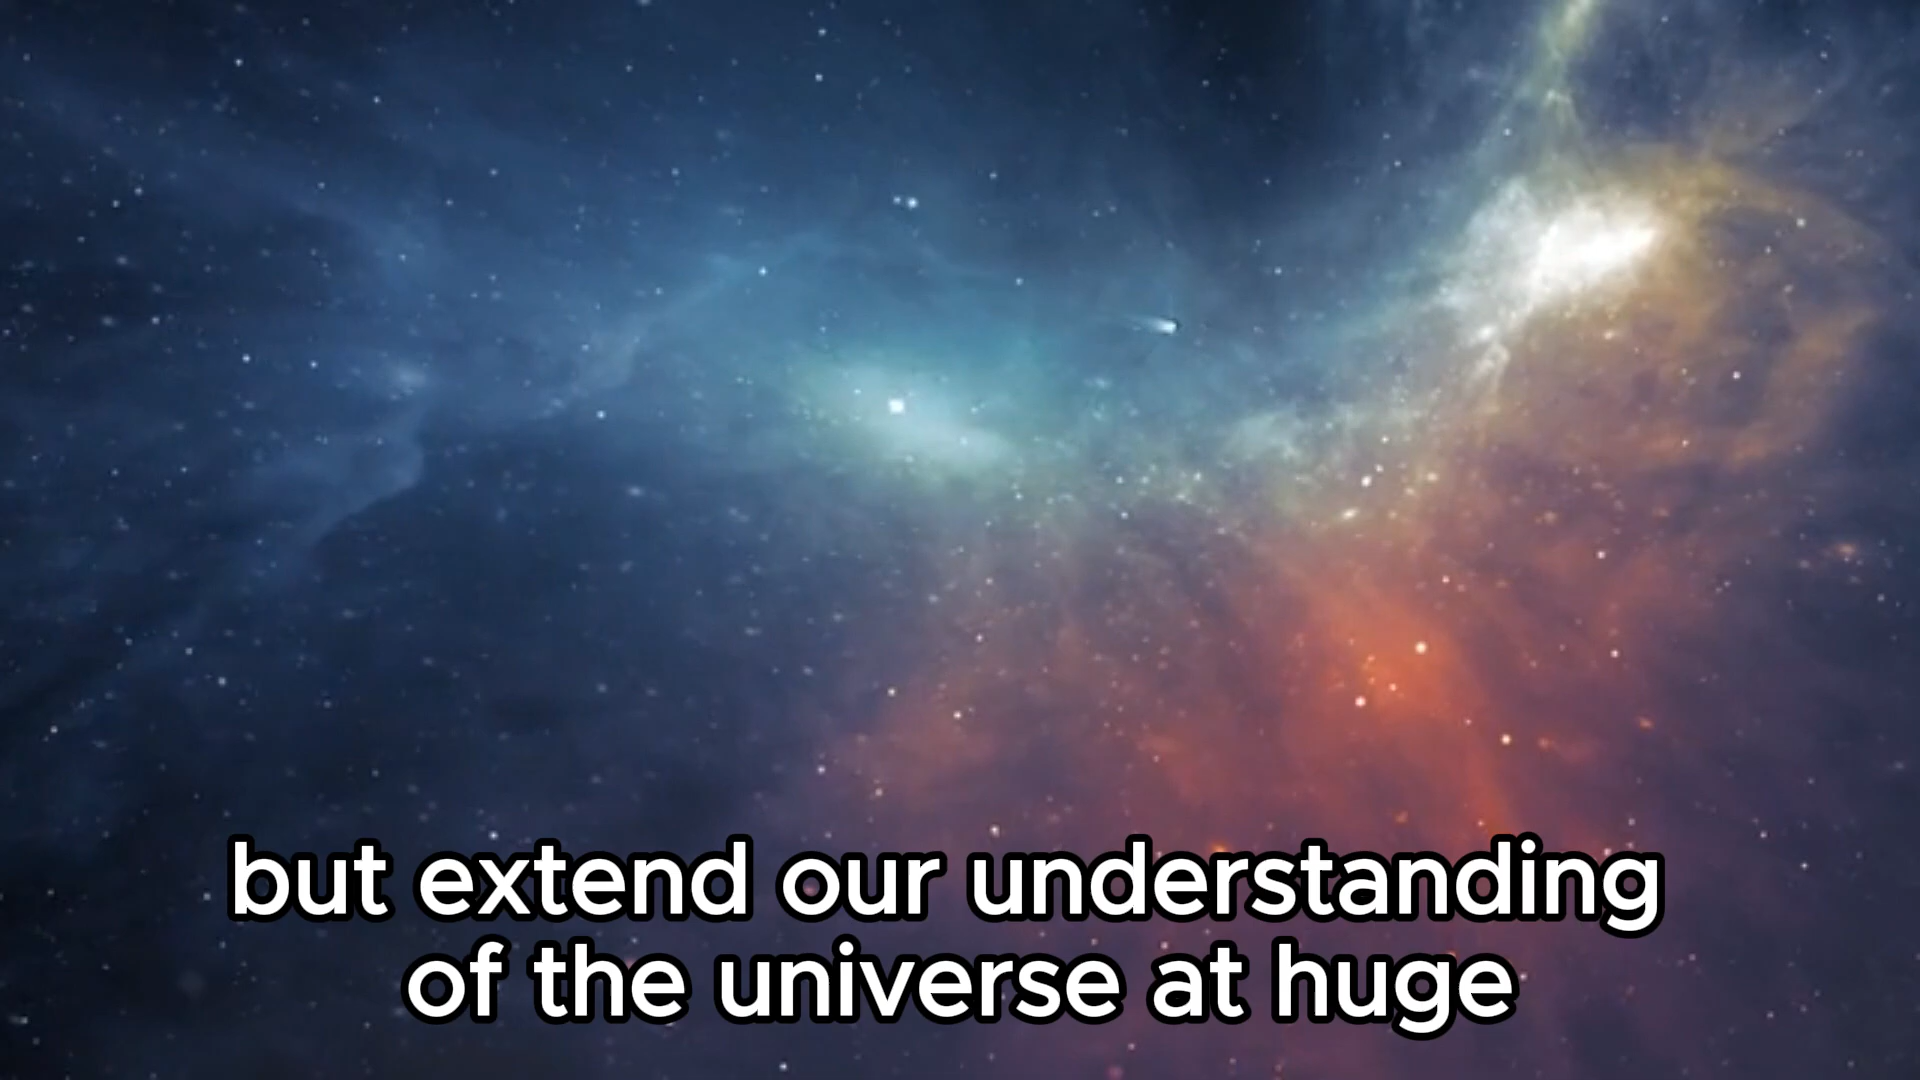 but extend our understanding
of the universe at huge